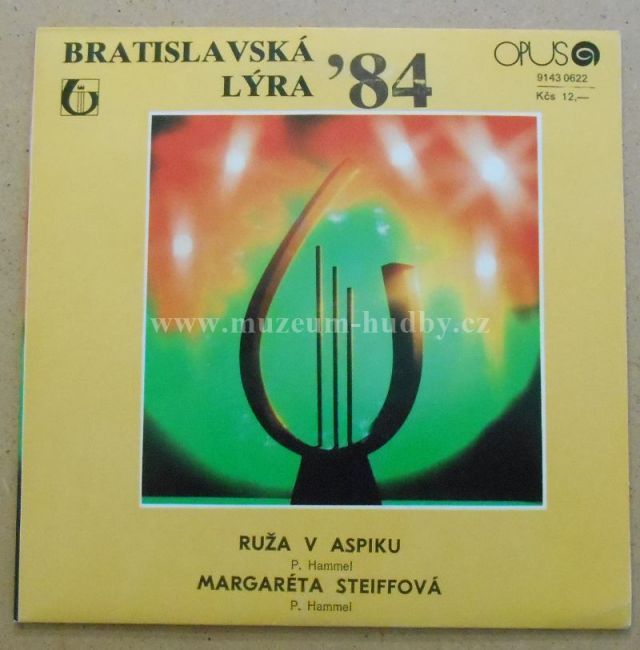 BRATISLAVSKÁ
LÝRA '84
OPUS
9143 0622
Kčs 12,—
www.muzeum-hudby.cz
RUŽA V ASPIKU
P. Hammel
MARGARÉTA STEIFFOVÁ
P. Hammel